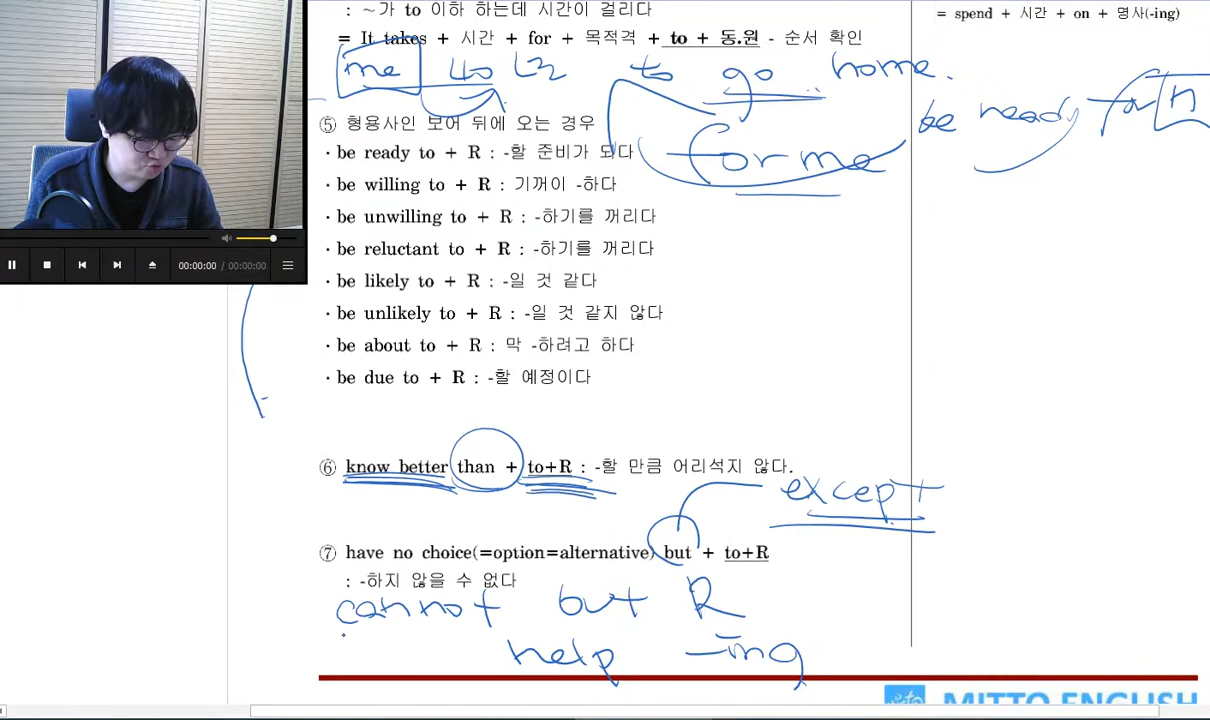 : ~가 to 이하 하는데 시간이 걸리다
= spend + 시간 + on + 명사(-ing)
= It takes + 시간 + for + 목적격 + to + 동.원 - 순서 확인
me 40 분 to go home.
be ready for n
⑤ 형용사인 보어 뒤에 오는 경우
for me
· be ready to + R : -할 준비가 되다
· be willing to + R : 기꺼이 -하다
· be unwilling to + R : -하기를 꺼리다
· be reluctant to + R : -하기를 꺼리다
00:00:00 / 00:00:00
· be likely to + R : -일 것 같다
· be unlikely to + R : -일 것 같지 않다
· be about to + R : 막 -하려고 하다
· be due to + R : -할 예정이다
⑥ know better than + to+R : -할 만큼 어리석지 않다.
except
⑦ have no choice(=option=alternative) but + to+R
: -하지 않을 수 없다
cannot but R
help -ing
MITTO ENGLISH